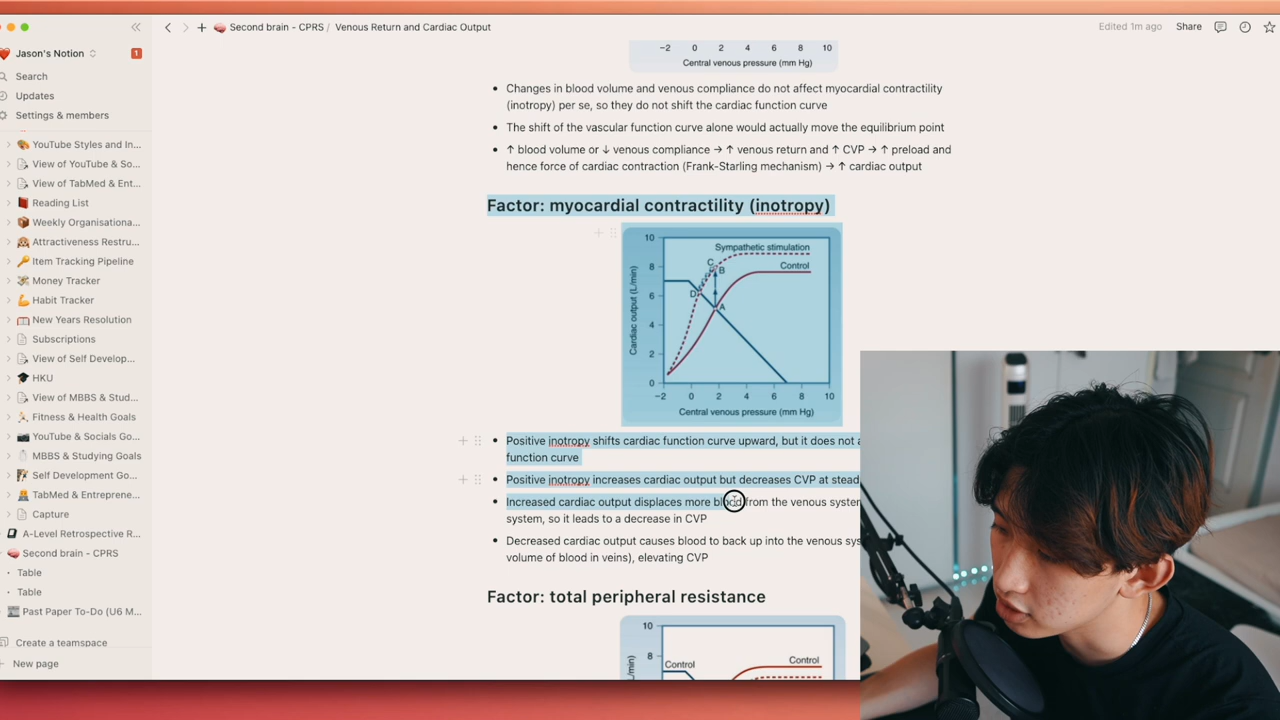 Jason's Notion
1
Search
Updates
Settings & members
YouTube Styles and In...
View of YouTube & So...
View of TabMed & Ent...
Reading List
Weekly Organisationa...
Attractiveness Restru...
Item Tracking Pipeline
Money Tracker
Habit Tracker
New Years Resolution
Subscriptions
View of Self Develop...
HKU
View of MBBS & Stud...
Fitness & Health Goals
YouTube & Socials Go...
MBBS & Studying Goals
Self Development Go...
TabMed & Entreprene...
Capture
A-Level Retrospective R...
Second brain - CPRS
Table
Table
Past Paper To-Do (U6 M...
Create a teamspace
New page
Second brain - CPRS / Venous Return and Cardiac Output
Edited 1m ago Share
−2 0 2 4 6 8 10
Central venous pressure (mm Hg)
• Changes in blood volume and venous compliance do not affect myocardial contractility
(inotropy) per se, so they do not shift the cardiac function curve
• The shift of the vascular function curve alone would actually move the equilibrium point
• ↑ blood volume or ↓ venous compliance → ↑ venous return and ↑ CVP → ↑ preload and
hence force of cardiac contraction (Frank-Starling mechanism) → ↑ cardiac output
Factor: myocardial contractility (inotropy)
10
8
6
4
2
0
Cardiac output (L/min)
Sympathetic stimulation
Control
C
B
D
A
−2 0 2 4 6 8 10
Central venous pressure (mm Hg)
• Positive inotropy shifts cardiac function curve upward, but it does not a
function curve
• Positive inotropy increases cardiac output but decreases CVP at stead
• Increased cardiac output displaces more blood from the venous system
system, so it leads to a decrease in CVP
• Decreased cardiac output causes blood to back up into the venous sys
volume of blood in veins), elevating CVP
Factor: total peripheral resistance
10
8
/min)
Control
Control